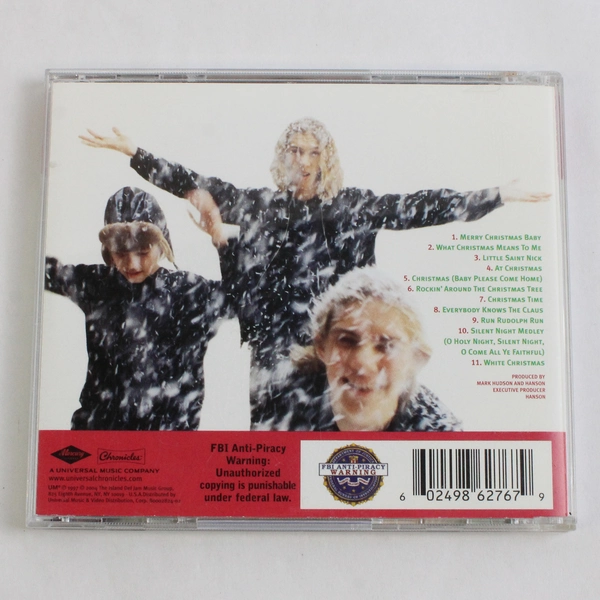 1. Merry Christmas Baby
2. What Christmas Means To Me
3. Little Saint Nick
4. At Christmas
5. Christmas (Baby Please Come Home)
6. Rockin' Around The Christmas Tree
7. Christmas Time
8. Everybody Knows The Claus
9. Run Rudolph Run
10. Silent Night Medley
(O Holy Night, Silent Night,
O Come All Ye Faithful)
11. White Christmas
Produced by
Mark Hudson and Hanson
Executive Producer
Hanson
Mercury
Chronicles
A UNIVERSAL MUSIC COMPANY
www.universalchronicles.com
FBI Anti-Piracy
Warning:
Unauthorized
copying is punishable
under federal law.
FBI ANTI-PIRACY
WARNING
6 02498 62767 9